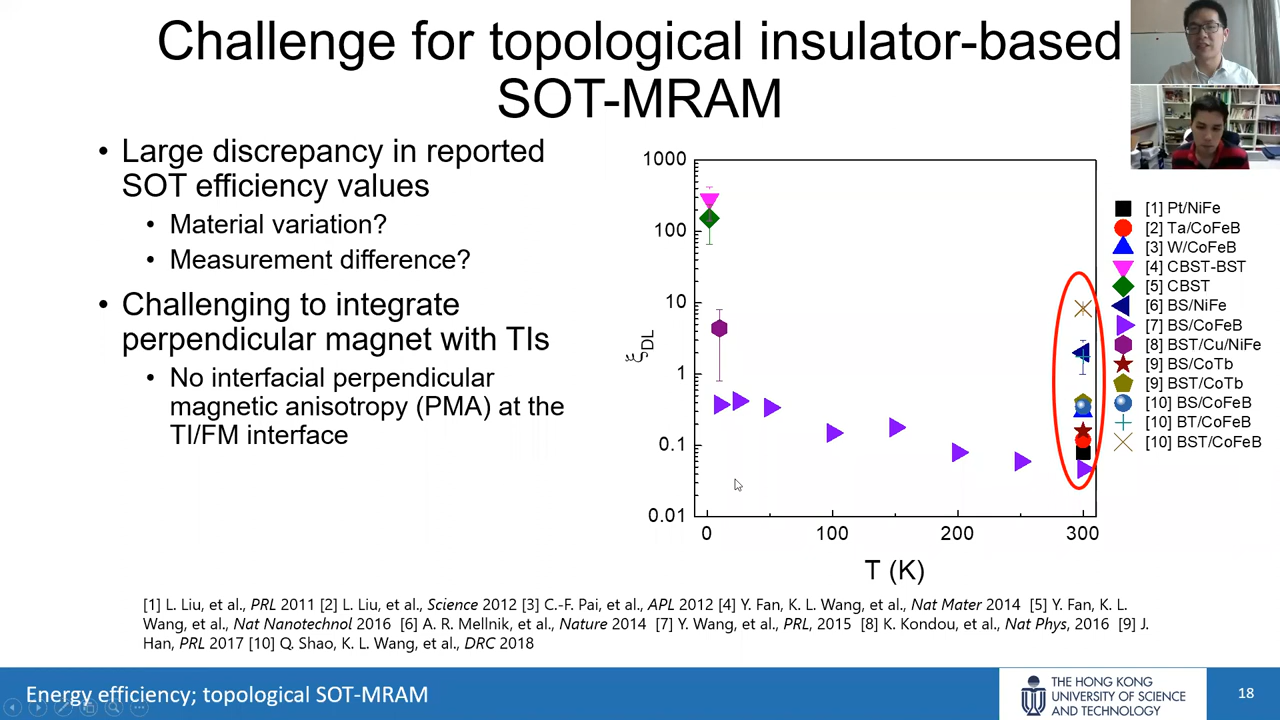 Challenge for topological insulator-based
SOT-MRAM
• Large discrepancy in reported
SOT efficiency values
• Material variation?
• Measurement difference?
• Challenging to integrate
perpendicular magnet with TIs
• No interfacial perpendicular
magnetic anisotropy (PMA) at the
TI/FM interface
1000
100
10
1
0.1
0.01
ξDL
0 100 200 300
T (K)
[1] Pt/NiFe
[2] Ta/CoFeB
[3] W/CoFeB
[4] CBST-BST
[5] CBST
[6] BS/NiFe
[7] BS/CoFeB
[8] BST/Cu/NiFe
[9] BS/CoTb
[9] BST/CoTb
[10] BS/CoFeB
[10] BT/CoFeB
[10] BST/CoFeB
[1] L. Liu, et al., PRL 2011 [2] L. Liu, et al., Science 2012 [3] C.-F. Pai, et al., APL 2012 [4] Y. Fan, K. L. Wang, et al., Nat Mater 2014 [5] Y. Fan, K. L.
Wang, et al., Nat Nanotechnol 2016 [6] A. R. Mellnik, et al., Nature 2014 [7] Y. Wang, et al., PRL, 2015 [8] K. Kondou, et al., Nat Phys, 2016 [9] J.
Han, PRL 2017 [10] Q. Shao, K. L. Wang, et al., DRC 2018
Energy efficiency; topological SOT-MRAM
THE HONG KONG
UNIVERSITY OF SCIENCE
AND TECHNOLOGY
18